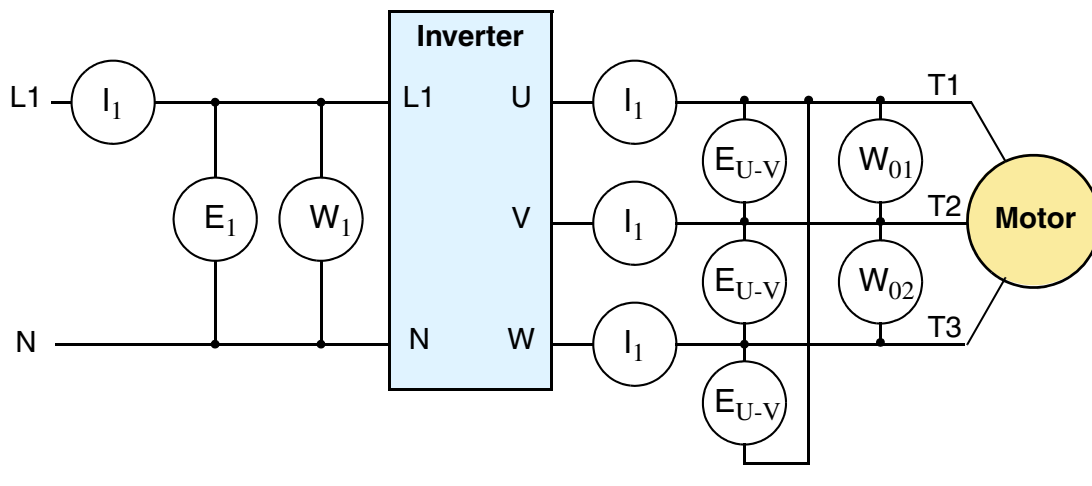 Inverter
L1 I1 L1 U I1 T1
EU-V W01
E1 W1 V I1 T2 Motor
EU-V W02
N N W I1 T3
EU-V